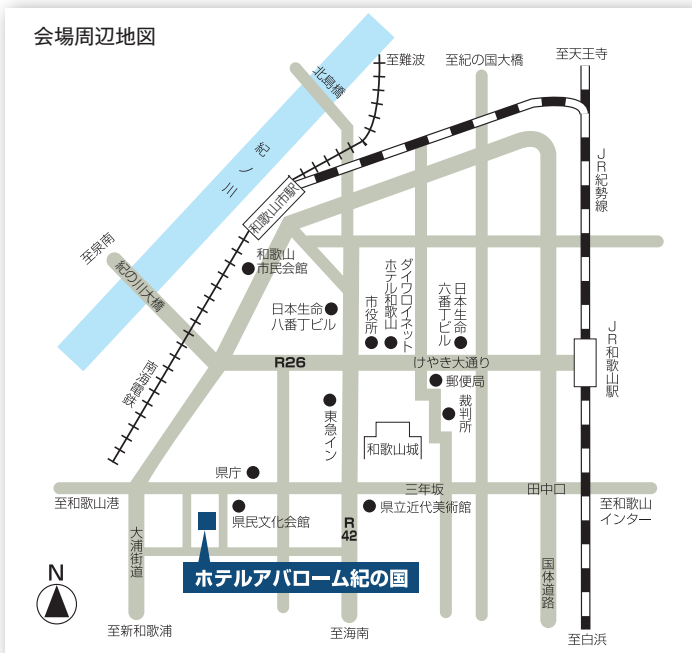 会場周辺地図
至難波
至紀の国大橋
至天王寺
北島橋
紀ノ川
JR紀勢線
和歌山市駅
至泉南
紀の川大橋
和歌山
市民会館
日本生命
八番丁ビル
市役所
ダイワロイネット
ホテル和歌山
日本生命
六番丁ビル
JR和歌山駅
R26
けやき大通り
南海電鉄
郵便局
東急イン
裁判所
和歌山城
県庁
三年坂
田中口
至和歌山港
至和歌山
インター
県民文化会館
県立近代美術館
R
42
大浦街道
国体道路
ホテルアバローム紀の国
N
至新和歌浦
至海南
至白浜